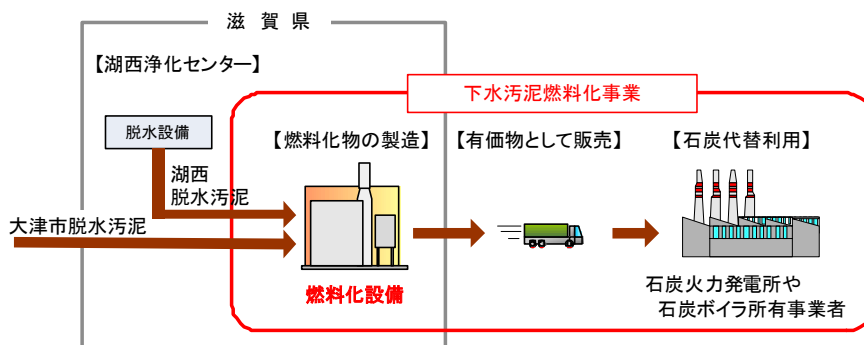 滋賀県
【湖西浄化センター】
下水汚泥燃料化事業
脱水設備
【燃料化物の製造】
【有価物として販売】
【石炭代替利用】
湖西
脱水汚泥
大津市脱水汚泥
燃料化設備
石炭火力発電所や
石炭ボイラ所有事業者